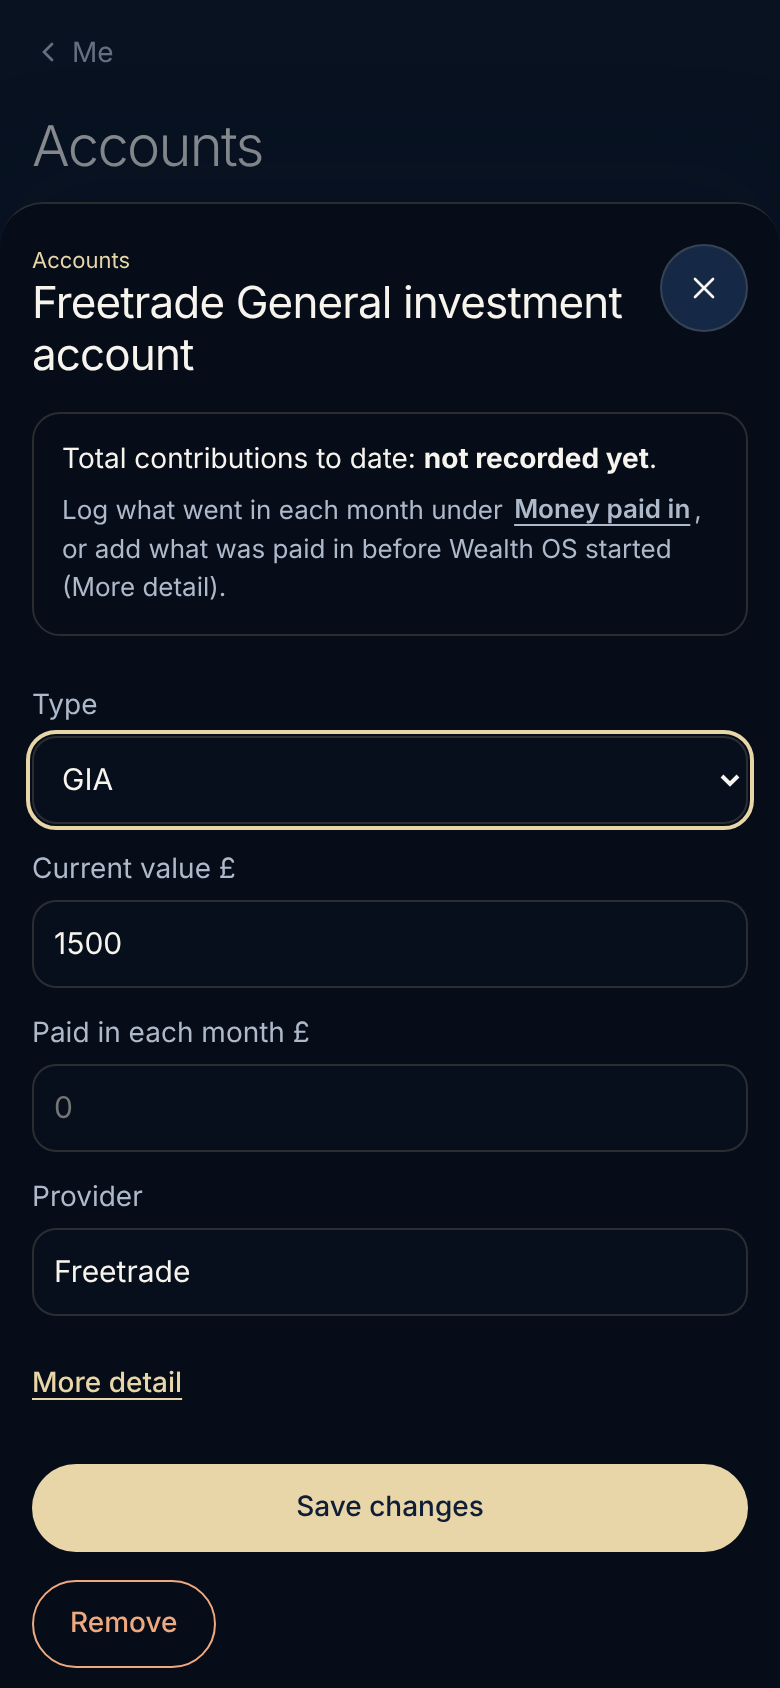 Me
Accounts
Accounts
Freetrade General investment
account
Total contributions to date: not recorded yet.
Log what went in each month under Money paid in,
or add what was paid in before Wealth OS started
(More detail).
Type
GIA
Current value £
1500
Paid in each month £
0
Provider
Freetrade
More detail
Save changes
Remove